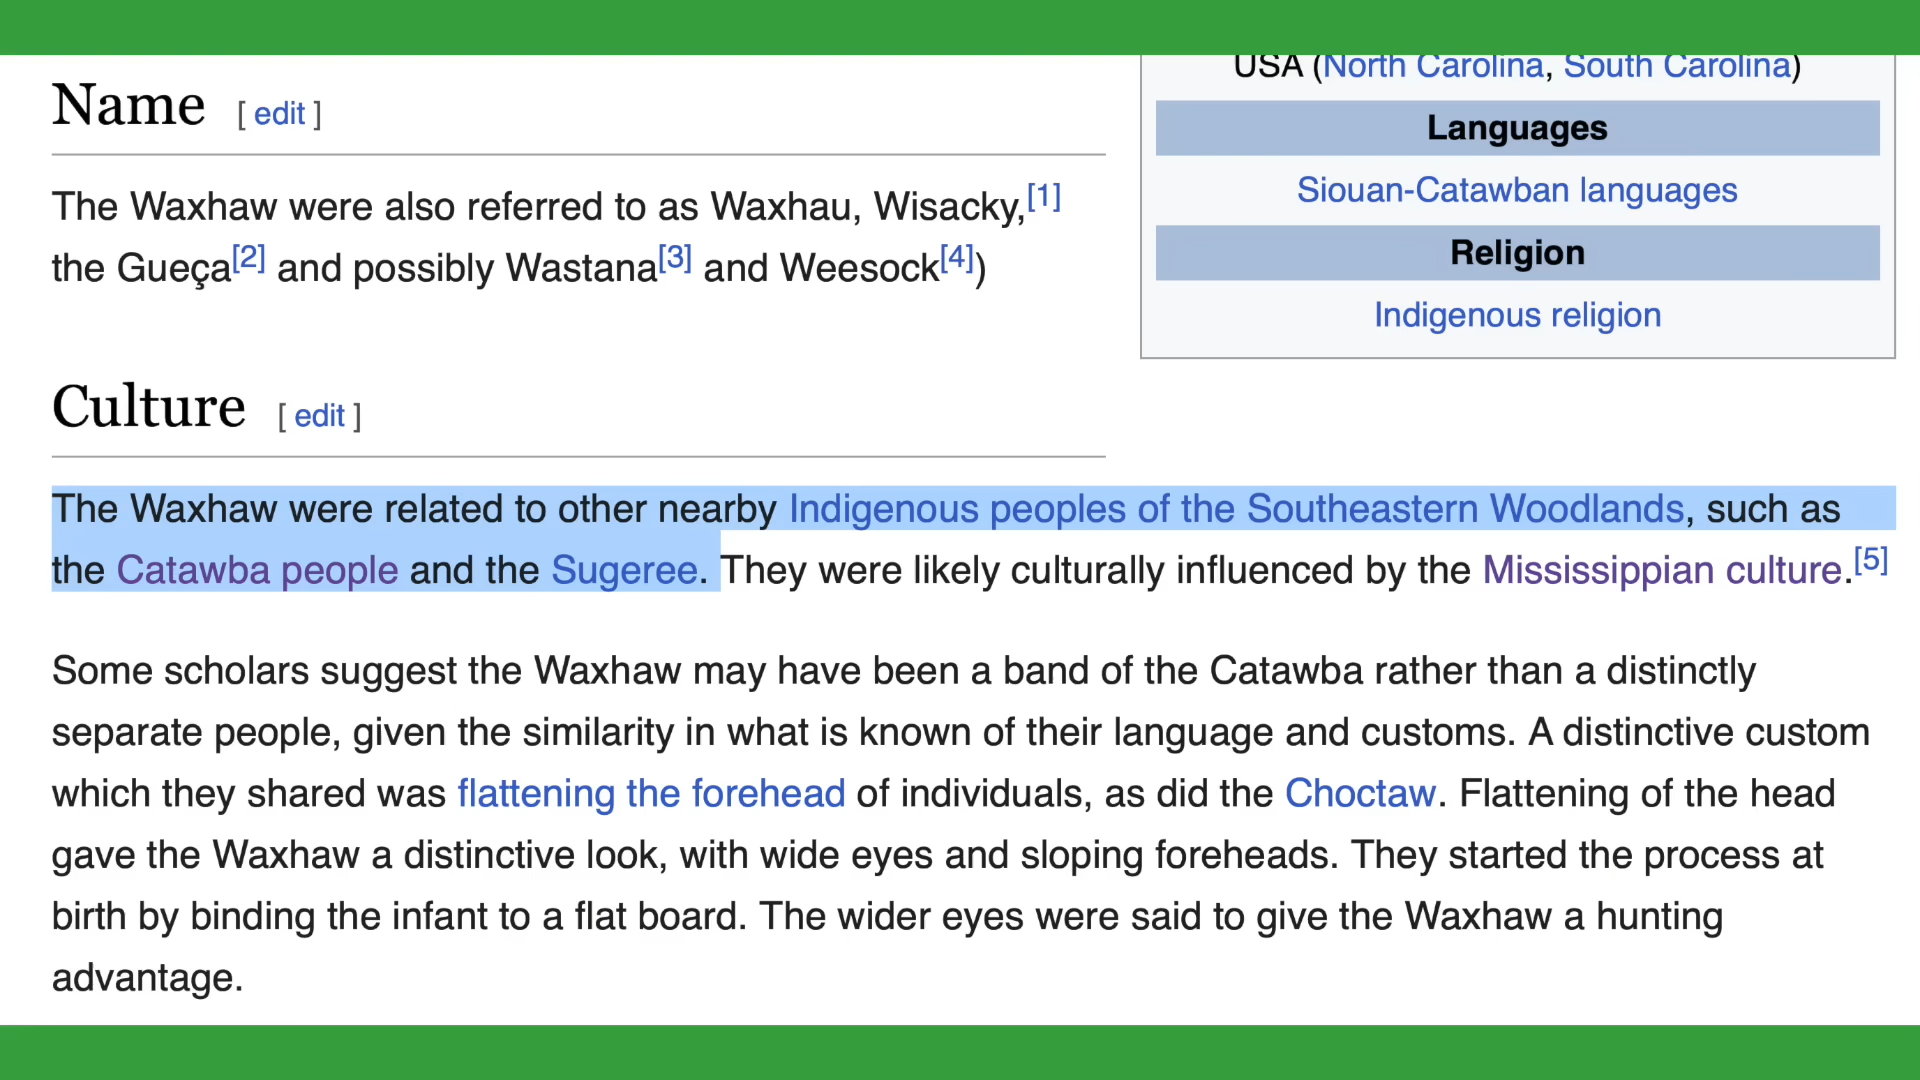 USA (North Carolina, South Carolina)
Languages
Siouan-Catawban languages
Religion
Indigenous religion
Name [ edit ]
The Waxhaw were also referred to as Waxhau, Wisacky,[1]
the Gueça[2] and possibly Wastana[3] and Weesock[4])
Culture [ edit ]
The Waxhaw were related to other nearby Indigenous peoples of the Southeastern Woodlands, such as
the Catawba people and the Sugeree. They were likely culturally influenced by the Mississippian culture.[5]
Some scholars suggest the Waxhaw may have been a band of the Catawba rather than a distinctly
separate people, given the similarity in what is known of their language and customs. A distinctive custom
which they shared was flattening the forehead of individuals, as did the Choctaw. Flattening of the head
gave the Waxhaw a distinctive look, with wide eyes and sloping foreheads. They started the process at
birth by binding the infant to a flat board. The wider eyes were said to give the Waxhaw a hunting
advantage.